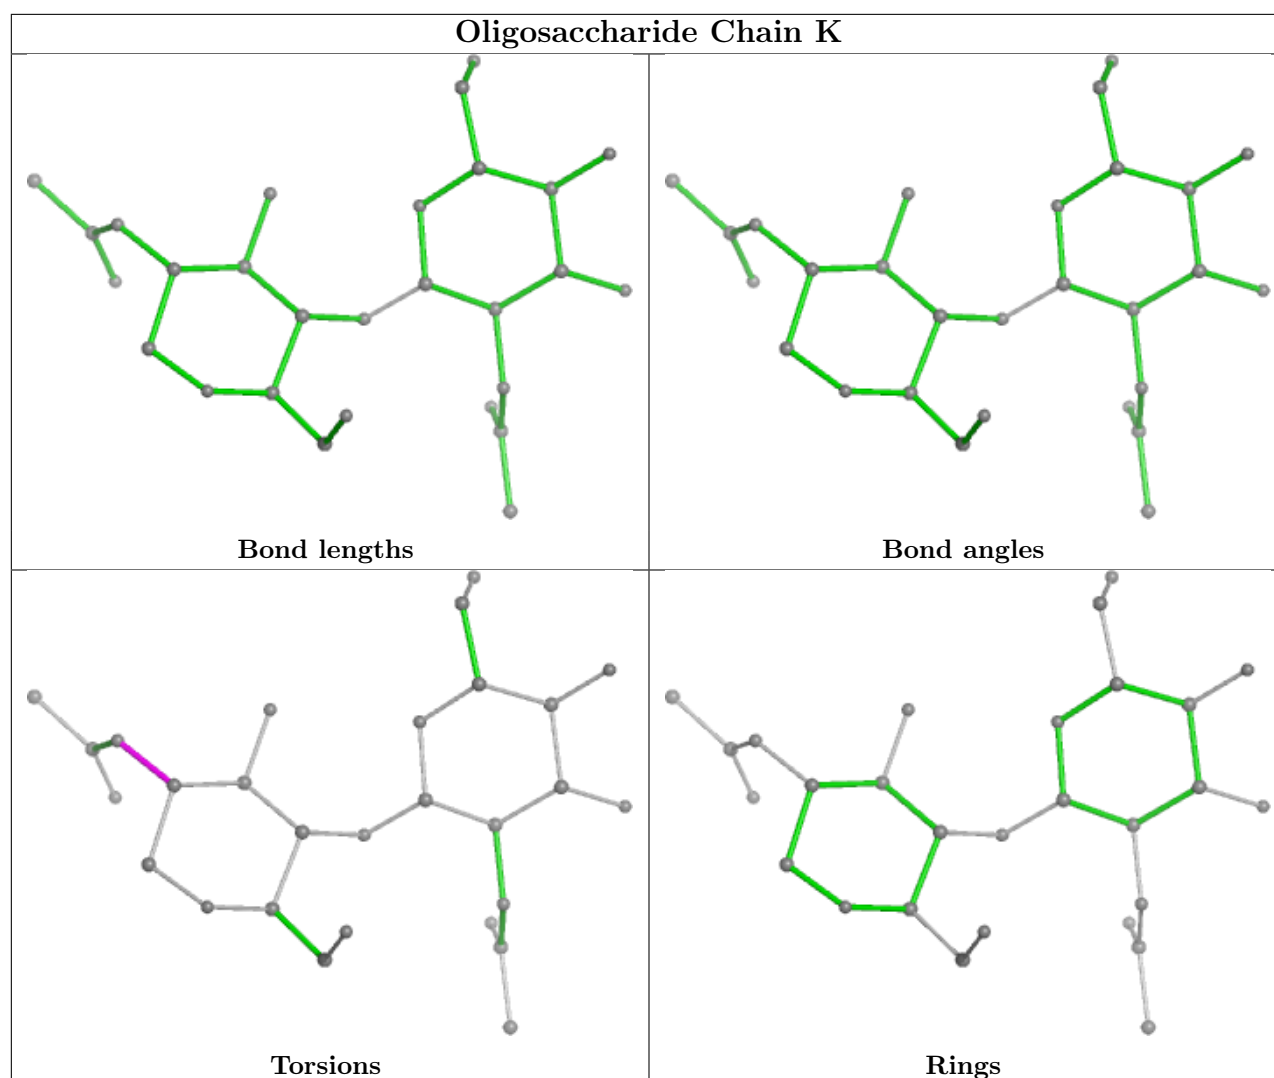 Oligosaccharide Chain K
Bond lengths
Bond angles
Torsions
Rings